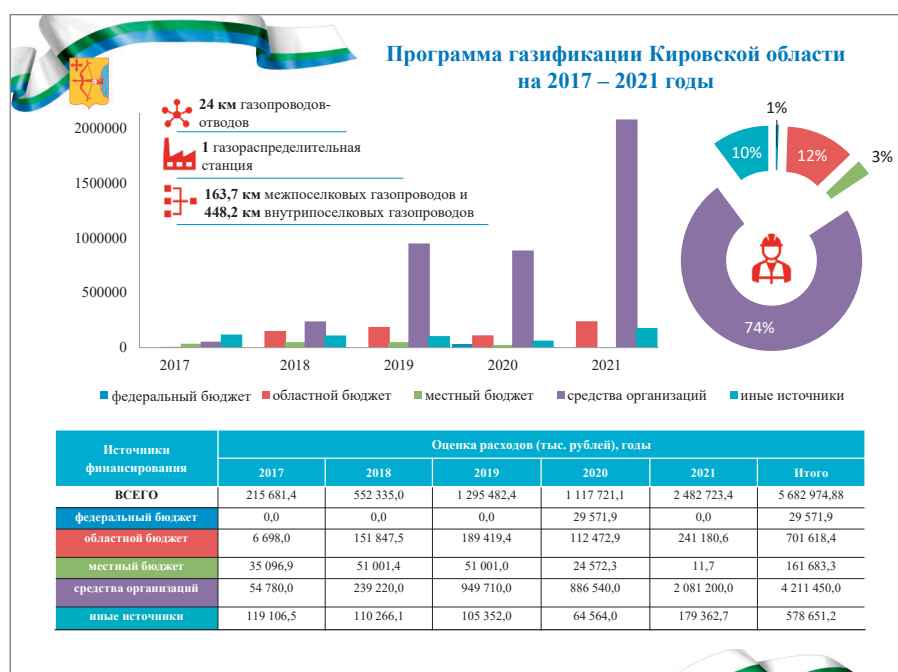 Программа газификации Кировской области
на 2017 – 2021 годы
24 км газопроводов-
отводов
1 газораспределительная
станция
163,7 км межпоселковых газопроводов и
448,2 км внутрипоселковых газопроводов
2000000
1500000
1000000
500000
0
2017 2018 2019 2020 2021
1%
10%
12%
3%
74%
федеральный бюджет областной бюджет местный бюджет средства организаций иные источники
Источники
финансирования
Оценка расходов (тыс. рублей), годы
2017 2018 2019 2020 2021 Итого
ВСЕГО 215 681,4 552 335,0 1 295 482,4 1 117 721,1 2 482 723,4 5 682 974,88
федеральный бюджет 0,0 0,0 0,0 29 571,9 0,0 29 571,9
областной бюджет 6 698,0 151 847,5 189 419,4 112 472,9 241 180,6 701 618,4
местный бюджет 35 096,9 51 001,4 51 001,0 24 572,3 11,7 161 683,3
средства организаций 54 780,0 239 220,0 949 710,0 886 540,0 2 081 200,0 4 211 450,0
иные источники 119 106,5 110 266,1 105 352,0 64 564,0 179 362,7 578 651,2